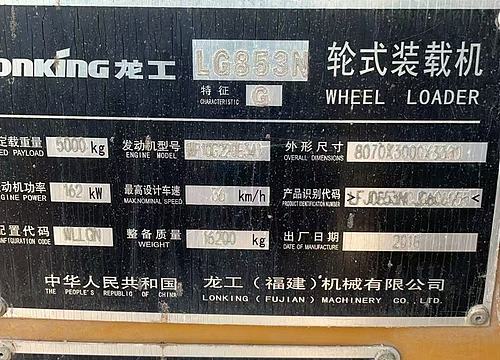 LONKING 龙工 LG853N 轮式装载机
特征 G
CHARACTERISTIC
WHEEL LOADER
定载重量 5000 kg 发动机型号 外形尺寸
ED PAYLOAD ENGINE MODEL OVERALL DIMENSIONS
动机功率 162 kW 最高设计车速 km/h 产品识别代码
GINE POWER MAX.NOMINAL SPEED PRODUCT IDENTIFICATION NUMBER
配置代码 WLLGN 整备质量 16200 kg 出厂日期 2018
NFIGURATION CODE WEIGHT DATE OF MANUFACTURE
中华人民共和国 龙工（福建）机械有限公司
THE PEOPLE'S REPUBLIC OF CHINA LONKING (FUJIAN) MACHINERY CO., LTD.